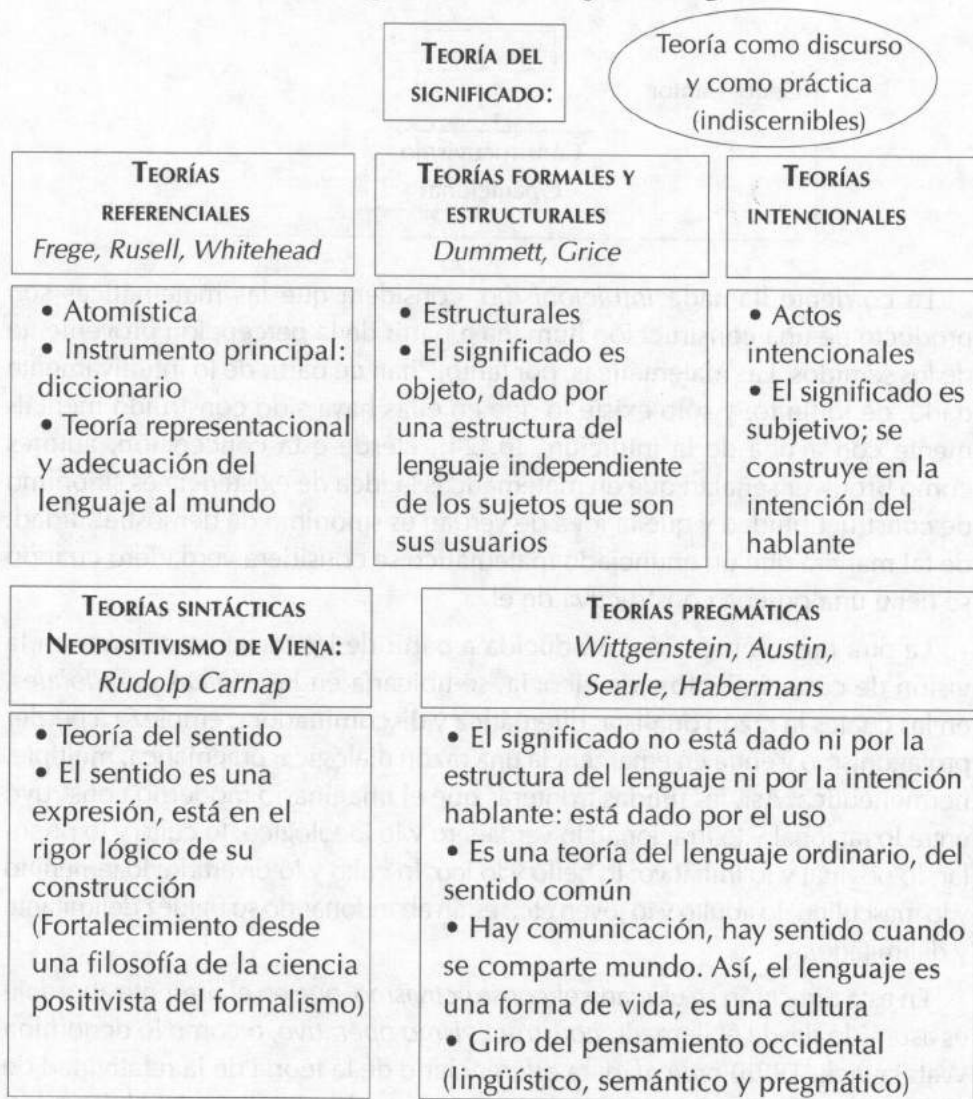 TEORÍA DEL
SIGNIFICADO:
Teoría como discurso
y como práctica
(indiscernibles)
TEORÍAS
REFERENCIALES
Frege, Rusell, Whitehead
TEORÍAS FORMALES Y
ESTRUCTURALES
Dummett, Grice
TEORÍAS
INTENCIONALES
• Atomística
• Instrumento principal:
diccionario
• Teoría representacional
y adecuación del
lenguaje al mundo
• Estructurales
• El significado es
objeto, dado por
una estructura del
lenguaje independiente
de los sujetos que son
sus usuarios
• Actos
intencionales
• El significado es
subjetivo; se
construye en la
intención del
hablante
TEORÍAS SINTÁCTICAS
NEOPOSITIVISMO DE VIENA:
Rudolp Carnap
TEORÍAS PREGMÁTICAS
Wittgenstein, Austin,
Searle, Habermans
• Teoría del sentido
• El sentido es una
expresión, está en el
rigor lógico de su
construcción
(Fortalecimiento desde
una filosofía de la ciencia
positivista del formalismo)
• El significado no está dado ni por la
estructura del lenguaje ni por la intención
hablante: está dado por el uso
• Es una teoría del lenguaje ordinario, del
sentido común
• Hay comunicación, hay sentido cuando
se comparte mundo. Así, el lenguaje es
una forma de vida; es una cultura
• Giro del pensamiento occidental
(lingüístico, semántico y pregmático)